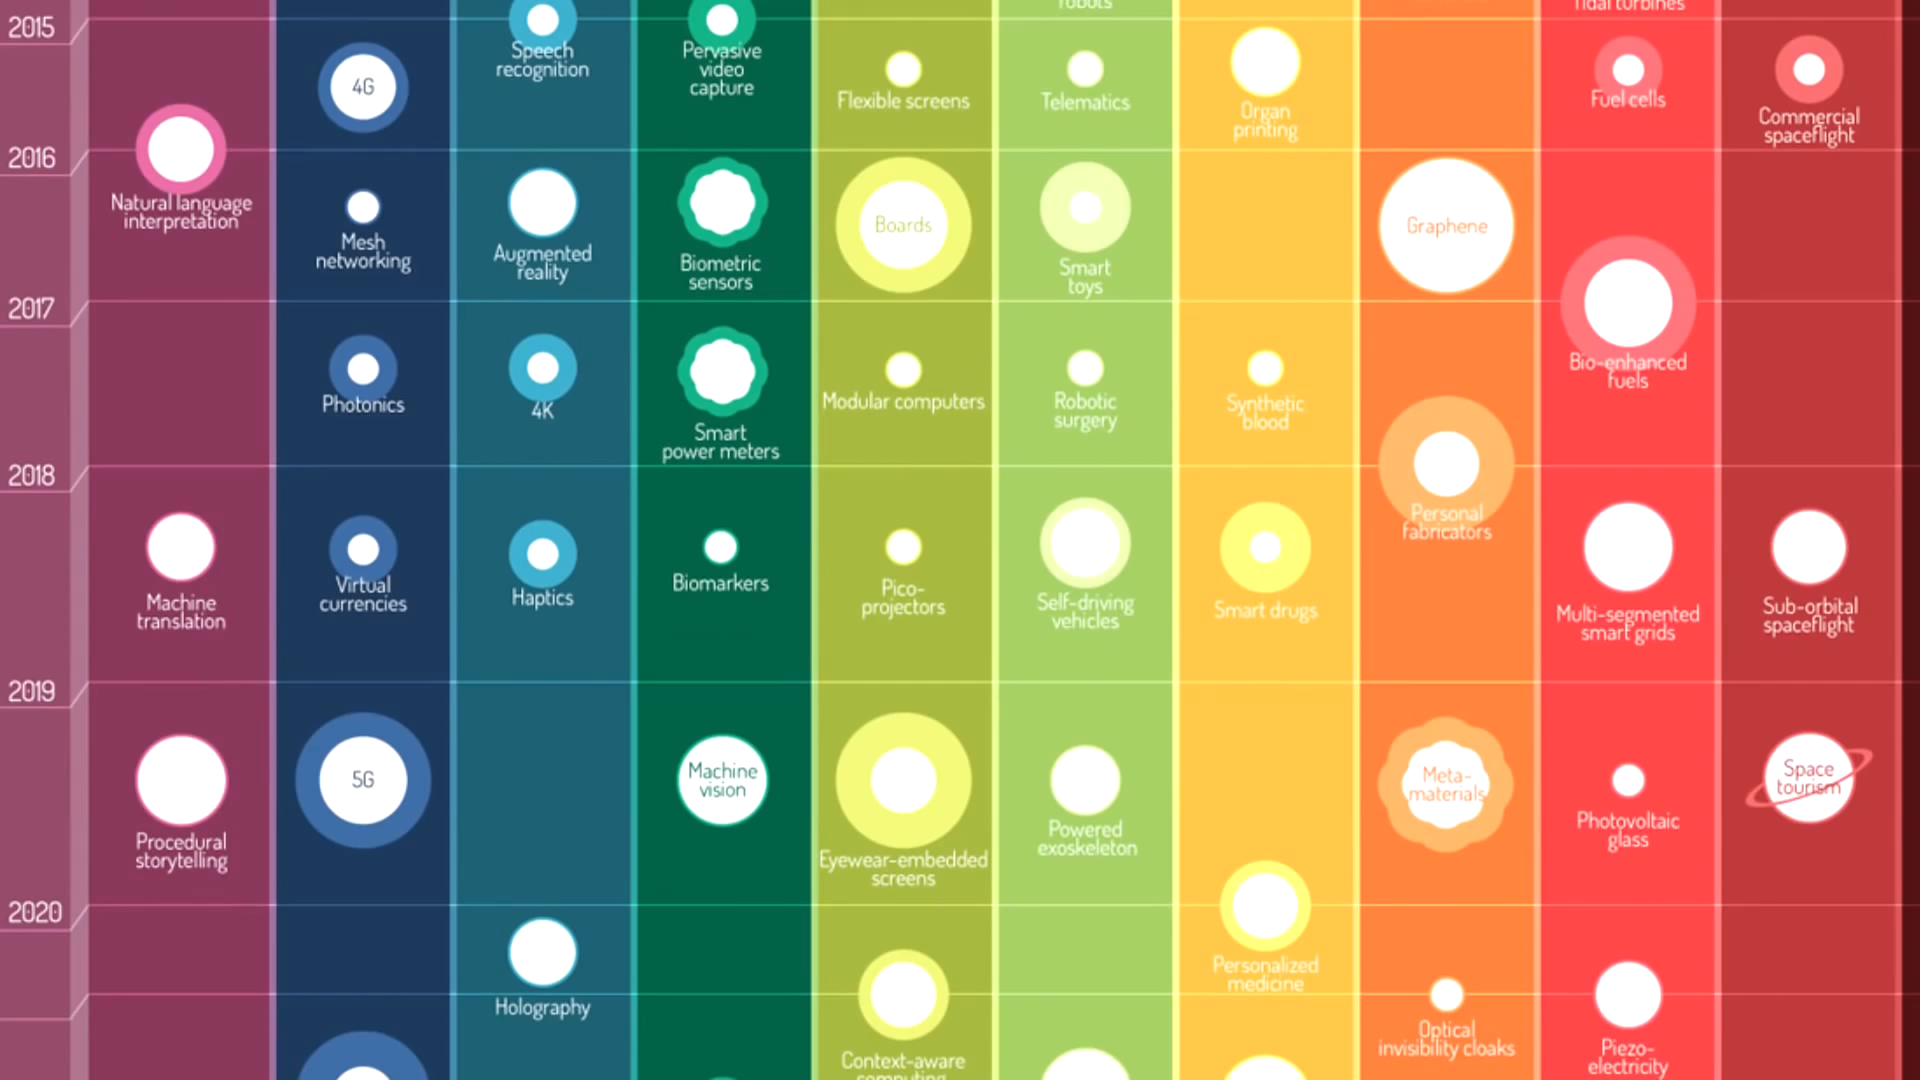 robots
Tidal turbines
2015
Speech
recognition
Pervasive
video
capture
4G
Flexible screens
Telematics
Organ
printing
Fuel cells
Commercial
spaceflight
2016
Natural language
interpretation
Mesh
networking
Augmented
reality
Biometric
sensors
Boards
Smart
toys
Graphene
2017
Bio-enhanced
fuels
Photonics
4K
Smart
power meters
Modular computers
Robotic
surgery
Synthetic
blood
2018
Personal
fabricators
Machine
translation
Virtual
currencies
Haptics
Biomarkers
Pico-
projectors
Self-driving
vehicles
Smart drugs
Multi-segmented
smart grids
Sub-orbital
spaceflight
2019
Procedural
storytelling
5G
Machine
vision
Eyewear-embedded
screens
Powered
exoskeleton
Meta-
materials
Photovoltaic
glass
Space
tourism
2020
Holography
Personalized
medicine
Context-aware
computing
Optical
invisibility cloaks
Piezo-
electricity